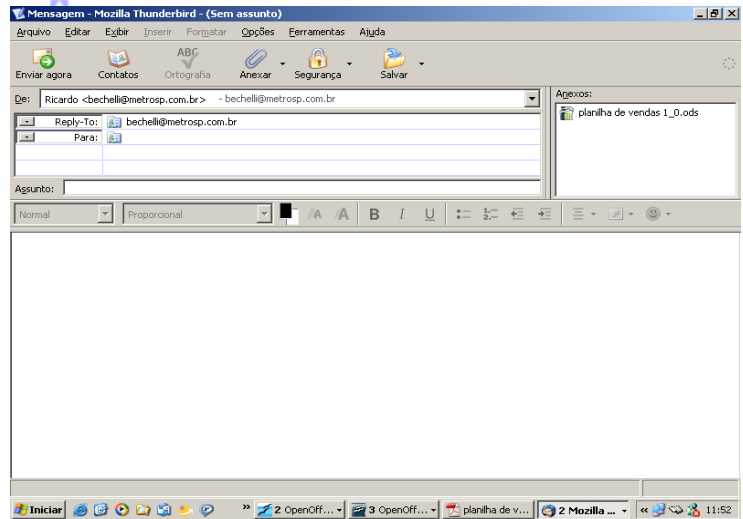 Mensagem - Mozilla Thunderbird - (Sem assunto)
Arquivo Editar Exibir Inserir Formatar Opções Ferramentas Ajuda
ABC
Enviar agora Contatos Ortografia Anexar Segurança Salvar
De: Ricardo <bechelli@metrosp.com.br> - bechelli@metrosp.com.br
Anexos:
planilha de vendas 1_0.ods
Reply-To: bechelli@metrosp.com.br
Para:
Assunto:
Normal Proporcional A A B I U
Iniciar » 2 OpenOff... 3 OpenOff... planilha de v... 2 Mozilla ... « 11:52